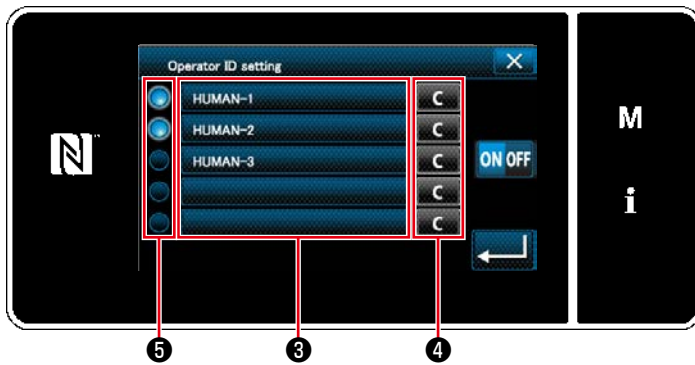 Operator ID setting
HUMAN-1 C
HUMAN-2 C
HUMAN-3 C
C
C
ON OFF
N
M
i
❺ ❸ ❹